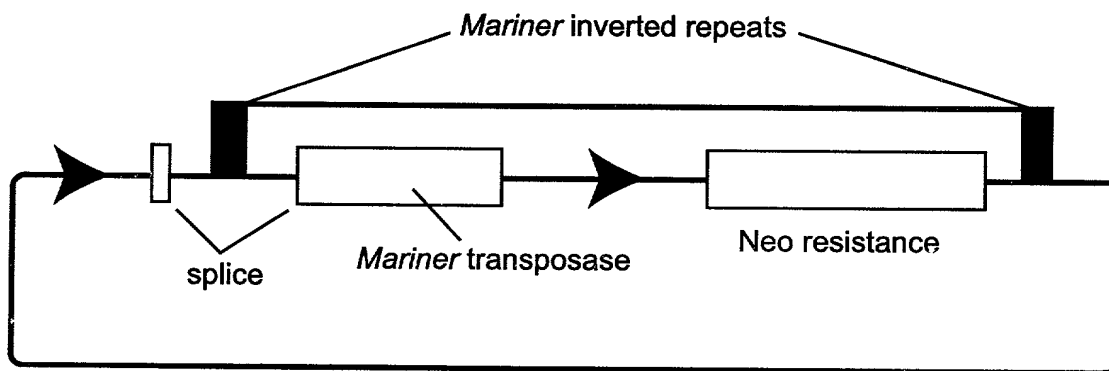 Mariner inverted repeats
splice
Mariner transposase
Neo resistance